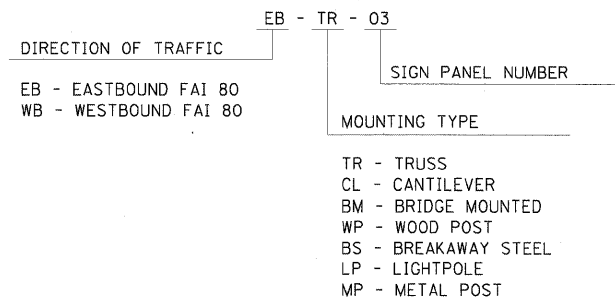 EB - TR - 03
DIRECTION OF TRAFFIC
EB - EASTBOUND FAI 80
WB - WESTBOUND FAI 80
SIGN PANEL NUMBER
MOUNTING TYPE
TR - TRUSS
CL - CANTILEVER
BM - BRIDGE MOUNTED
WP - WOOD POST
BS - BREAKAWAY STEEL
LP - LIGHTPOLE
MP - METAL POST